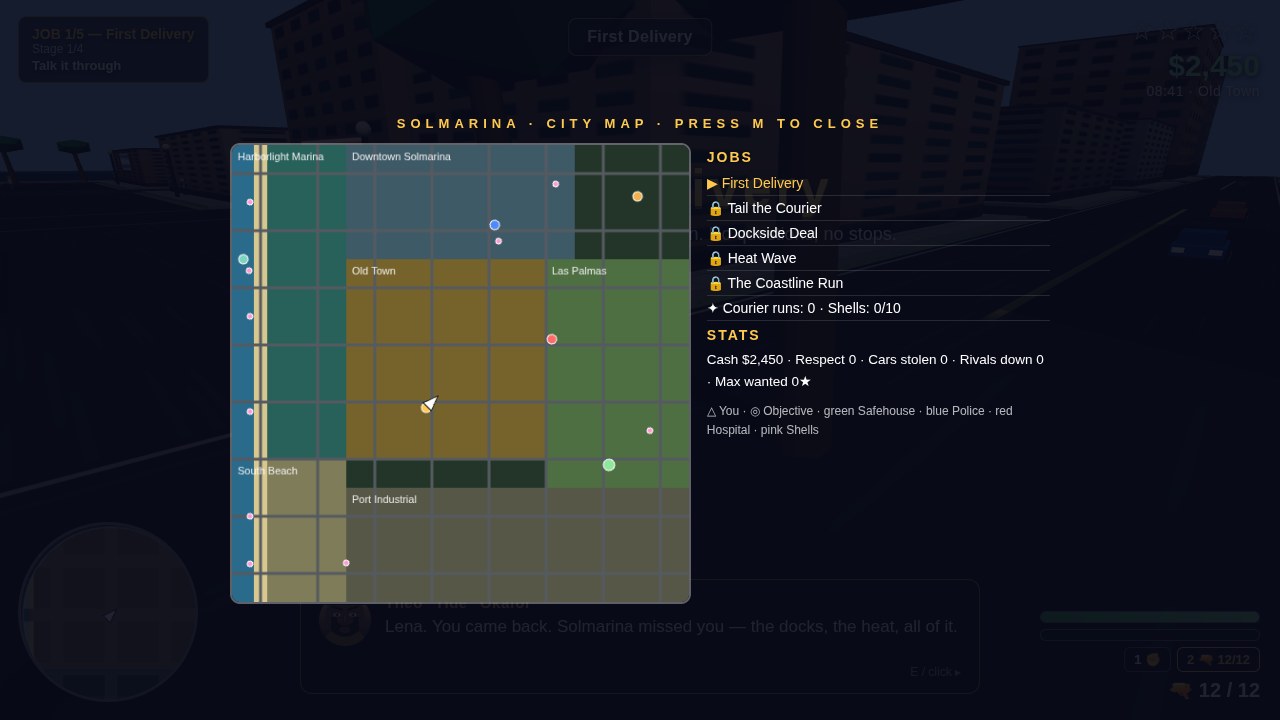 JOB 1/5 — First Delivery
Stage 1/4
Talk it through
First Delivery
$2,450
08:41 · Old Town
SOLMARINA · CITY MAP · PRESS M TO CLOSE
Harborlight Marina
Downtown Solmarina
Old Town
Las Palmas
South Beach
Port Industrial
JOBS
▶ First Delivery
🔒 Tail the Courier
🔒 Dockside Deal
🔒 Heat Wave
🔒 The Coastline Run
✦ Courier runs: 0 · Shells: 0/10
no stops.
STATS
Cash $2,450 · Respect 0 · Cars stolen 0 · Rivals down 0
· Max wanted 0★
△ You · ◎ Objective · green Safehouse · blue Police · red
Hospital · pink Shells
Lena. You came back. Solmarina missed you — the docks, the heat, all of it.
E / click ▸
1
2 12/12
12 / 12